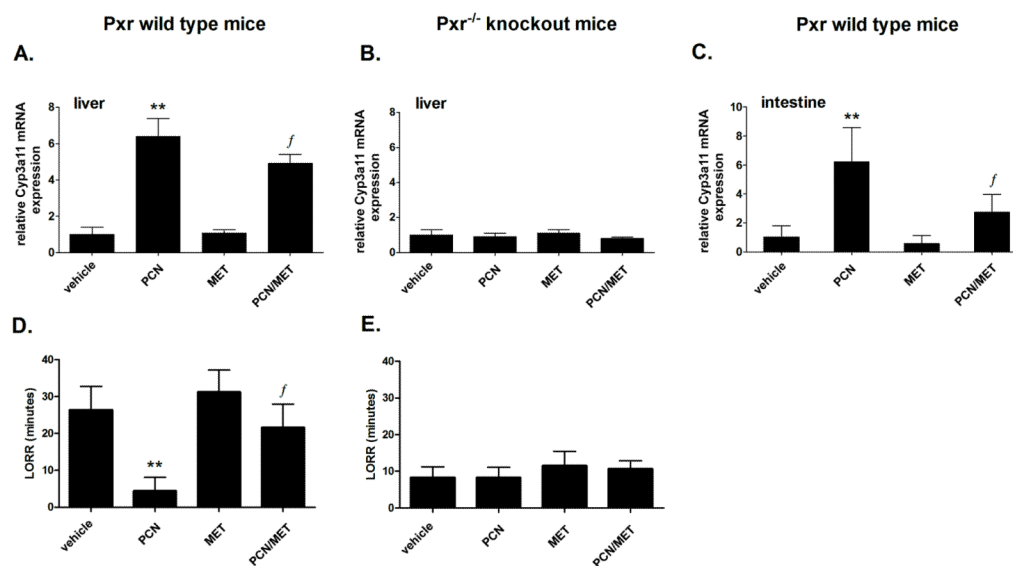 Pxr wild type mice
Pxr-/- knockout mice
Pxr wild type mice
A.
liver
relative Cyp3a11 mRNA
expression
8
6
4
2
0
**
ƒ
vehicle
PCN
MET
PCN/MET
B.
liver
relative Cyp3a11 mRNA
expression
8
6
4
2
0
vehicle
PCN
MET
PCN/MET
C.
intestine
relative Cyp3a11 mRNA
expression
10
8
6
4
2
0
**
ƒ
vehicle
PCN
MET
PCN/MET
D.
LORR (minutes)
40
30
20
10
0
**
ƒ
vehicle
PCN
MET
PCN/MET
E.
LORR (minutes)
40
30
20
10
0
vehicle
PCN
MET
PCN/MET